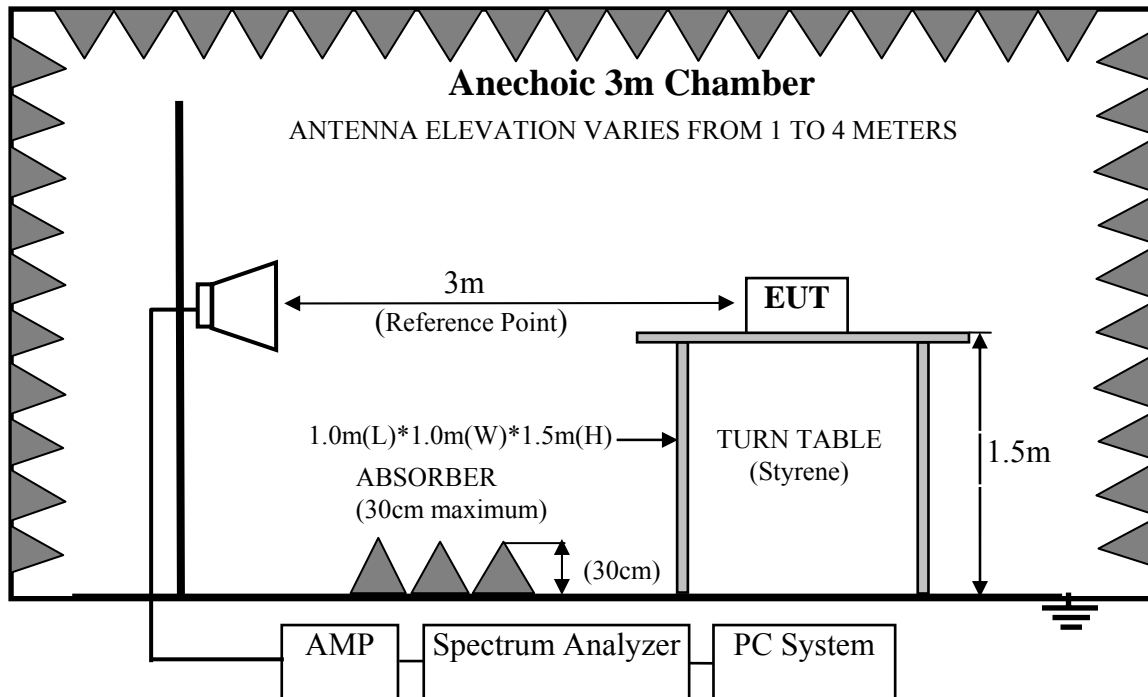 Anechoic 3m Chamber
ANTENNA ELEVATION VARIES FROM 1 TO 4 METERS
3m
(Reference Point)
EUT
1.0m(L)*1.0m(W)*1.5m(H)
TURN TABLE
(Styrene)
1.5m
ABSORBER
(30cm maximum)
(30cm)
AMP
Spectrum Analyzer
PC System